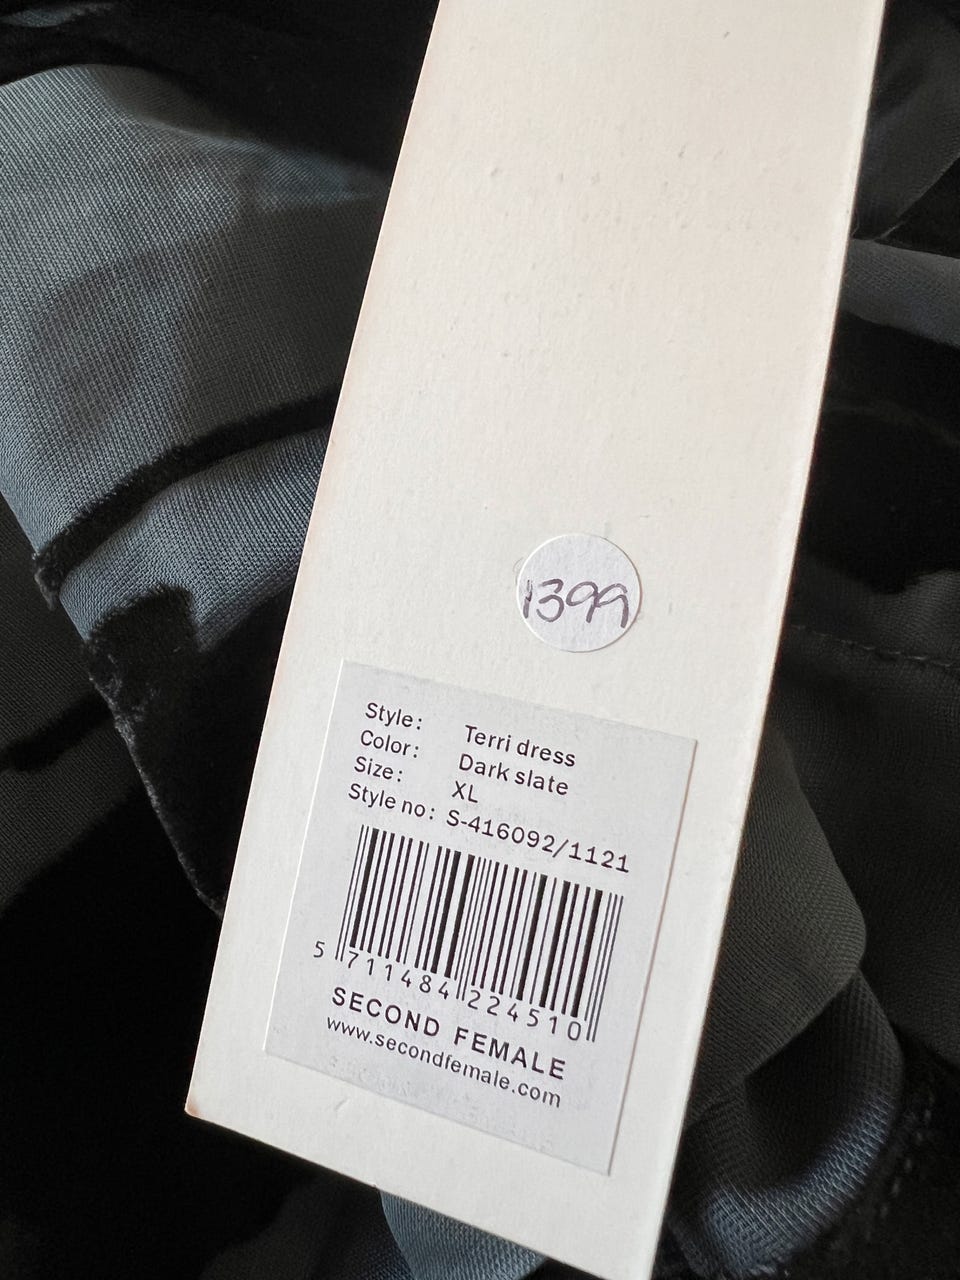 1399
Style: Terri dress
Color: Dark slate
Size: XL
Style no: S-416092/1121
5 711484 224510
SECOND FEMALE
www.secondfemale.com